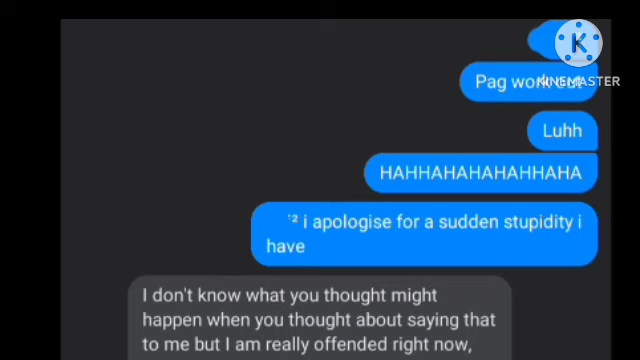 K
KINEMASTER
Pag work out
Luhh
HAHHAHAHAHAHHAHA
i apologise for a sudden stupidity i
have
I don't know what you thought might
happen when you thought about saying that
to me but I am really offended right now,